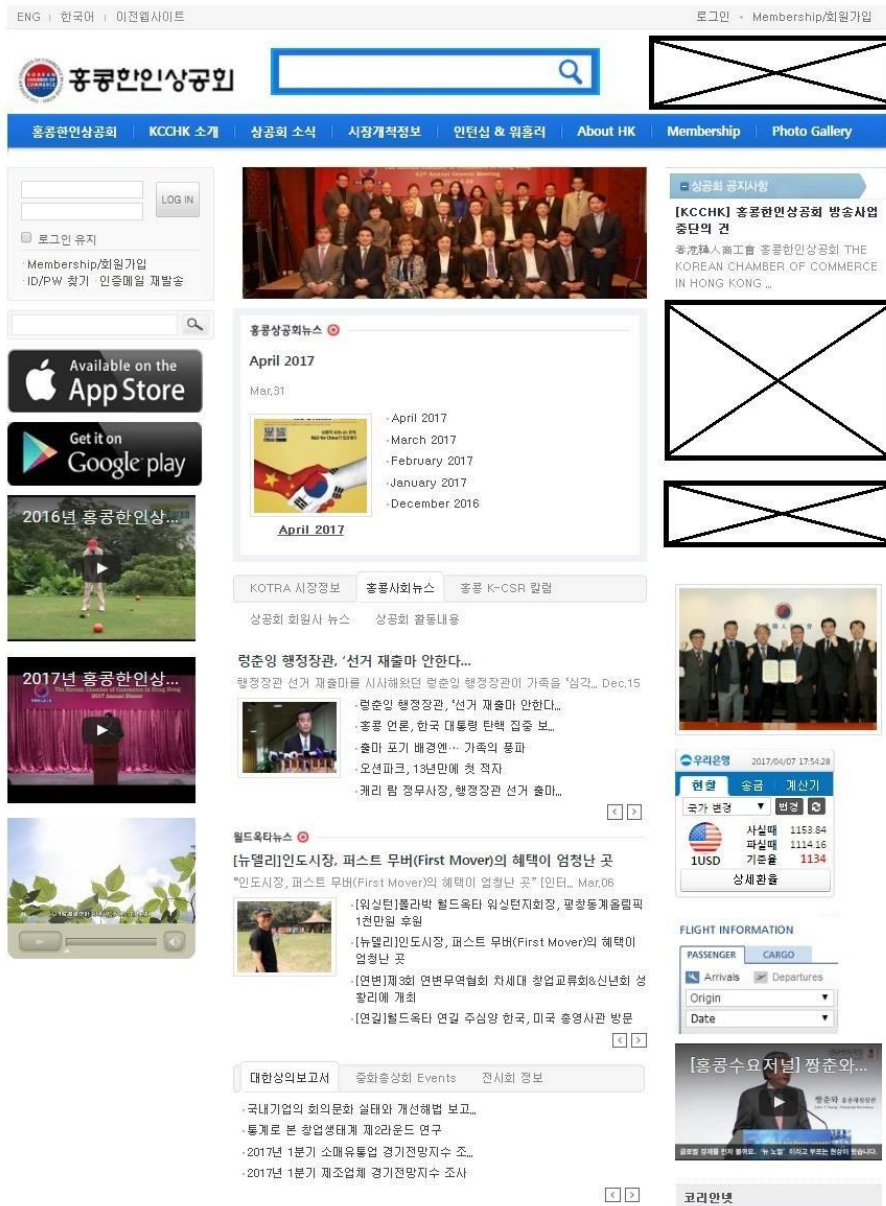 ENG | 한국어 | 이전웹사이트
로그인 • Membership/회원가입
홍콩한인상공회
홍콩한인상공회 KCCHK 소개 상공회 소식 시장개척정보 인턴십 & 워홀러 About HK Membership Photo Gallery
LOG IN
로그인 유지
·Membership/회원가입
·ID/PW 찾기 ·인증메일 재발송
Available on the
App Store
Get it on
Google play
2016년 홍콩한인상...
2017년 홍콩한인상...
The Korean Chamber of Commerce in Hong Kong
2017 Annual Dinner
Annual General Meeting
홍콩상공회뉴스
April 2017
Mar,31
·April 2017
·March 2017
·February 2017
·January 2017
·December 2016
April 2017
KOTRA 시장정보 홍콩사회뉴스 홍콩 K-CSR 칼럼
상공회 회원사 뉴스 상공회 활동내용
렁춘잉 행정장관, ‘선거 재출마 안한다...
행정장관 선거 재출마를 시사해왔던 렁춘잉 행정장관이 가족을 '심각... Dec,15
·렁춘잉 행정장관, ‘선거 재출마 안한다...
·홍콩 언론, 한국 대통령 탄핵 집중 보...
·출마 포기 배경엔… 가족의 풍파
·오션파크, 13년만에 첫 적자
·캐리 람 정무사장, 행정장관 선거 출마...
월드옥타뉴스
[뉴델리]인도시장, 퍼스트 무버(First Mover)의 혜택이 엄청난 곳
"인도시장, 퍼스트 무버(First Mover)의 혜택이 엄청난 곳" [인터... Mar,06
·[워싱턴]폴라박 월드옥타 워싱턴지회장, 평창동계올림픽
1천만원 후원
·[뉴델리]인도시장, 퍼스트 무버(First Mover)의 혜택이
엄청난 곳
·[연변]제3회 연변무역협회 차세대 창업교류회&신년회 성
황리에 개최
·[연길]월드옥타 연길 주심양 한국, 미국 총영사관 방문
대한상의보고서 중화총상회 Events 전시회 정보
·국내기업의 회의문화 실태와 개선해법 보고...
·통계로 본 창업생태계 제2라운드 연구
·2017년 1분기 소매유통업 경기전망지수 조...
·2017년 1분기 제조업체 경기전망지수 조사
상공회 공지사항
[KCCHK] 홍콩한인상공회 방송사업
중단의 건
香港韓人商工會 홍콩한인상공회 THE
KOREAN CHAMBER OF COMMERCE
IN HONG KONG ...
우리은행 2017/04/07 17:54:28
현찰 송금 계산기
국가 변경 변경
사실때 1153.84
파실때 1114.16
1USD 기준율 1134
상세환율
FLIGHT INFORMATION
PASSENGER CARGO
Arrivals Departures
Origin
Date
[홍콩수요저널] 짱춘와...
짱춘와 홍콩재정장관
코리안넷